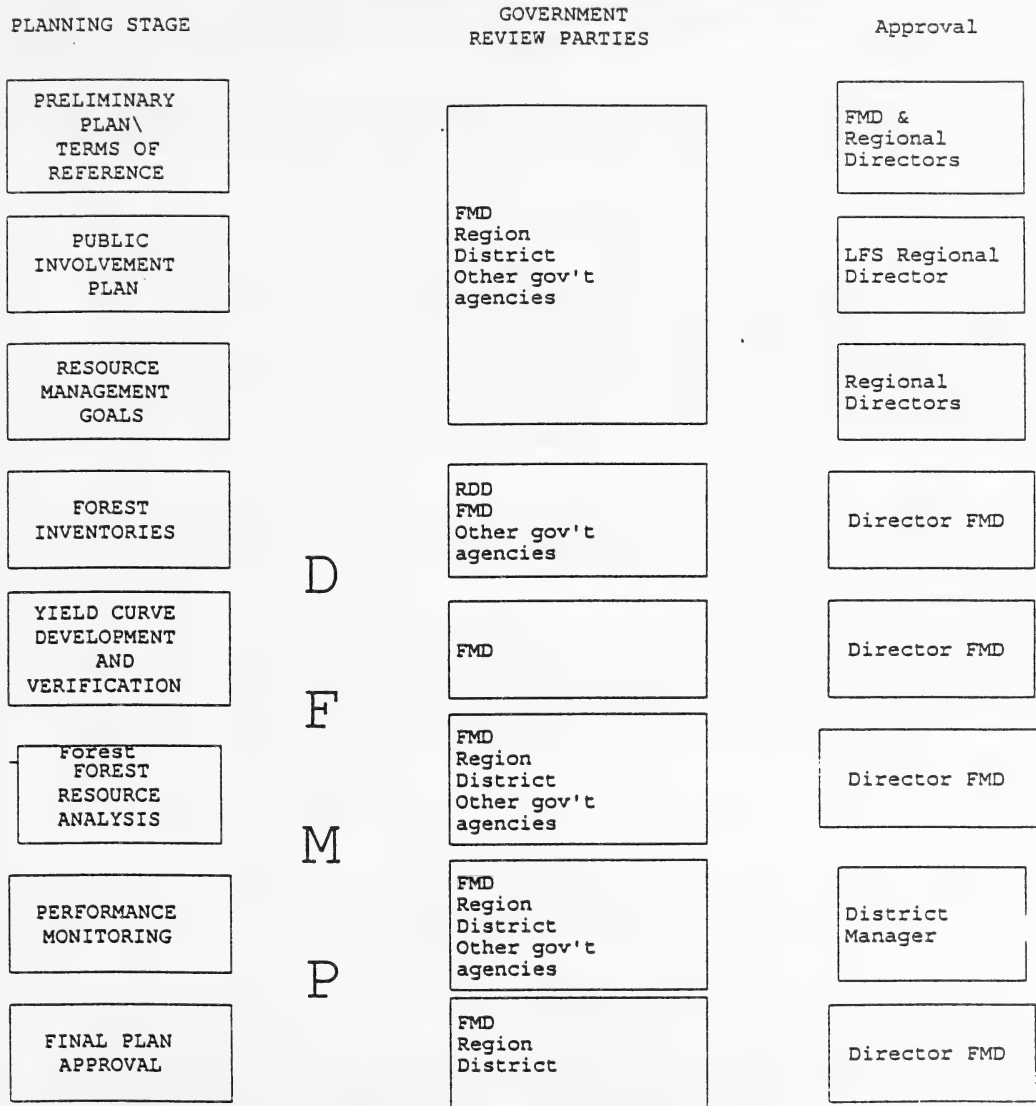 PLANNING STAGE
GOVERNMENT
REVIEW PARTIES
Approval
PRELIMINARY
PLAN\
TERMS OF
REFERENCE
FMD
Region
District
Other gov't
agencies
FMD &
Regional
Directors
PUBLIC
INVOLVEMENT
PLAN
LFS Regional
Director
RESOURCE
MANAGEMENT
GOALS
Regional
Directors
FOREST
INVENTORIES
RDD
FMD
Other gov't
agencies
Director FMD
D
YIELD CURVE
DEVELOPMENT
AND
VERIFICATION
FMD
Director FMD
F
Forest
FOREST
RESOURCE
ANALYSIS
FMD
Region
District
Other gov't
agencies
Director FMD
M
PERFORMANCE
MONITORING
FMD
Region
District
Other gov't
agencies
District
Manager
P
FINAL PLAN
APPROVAL
FMD
Region
District
Director FMD